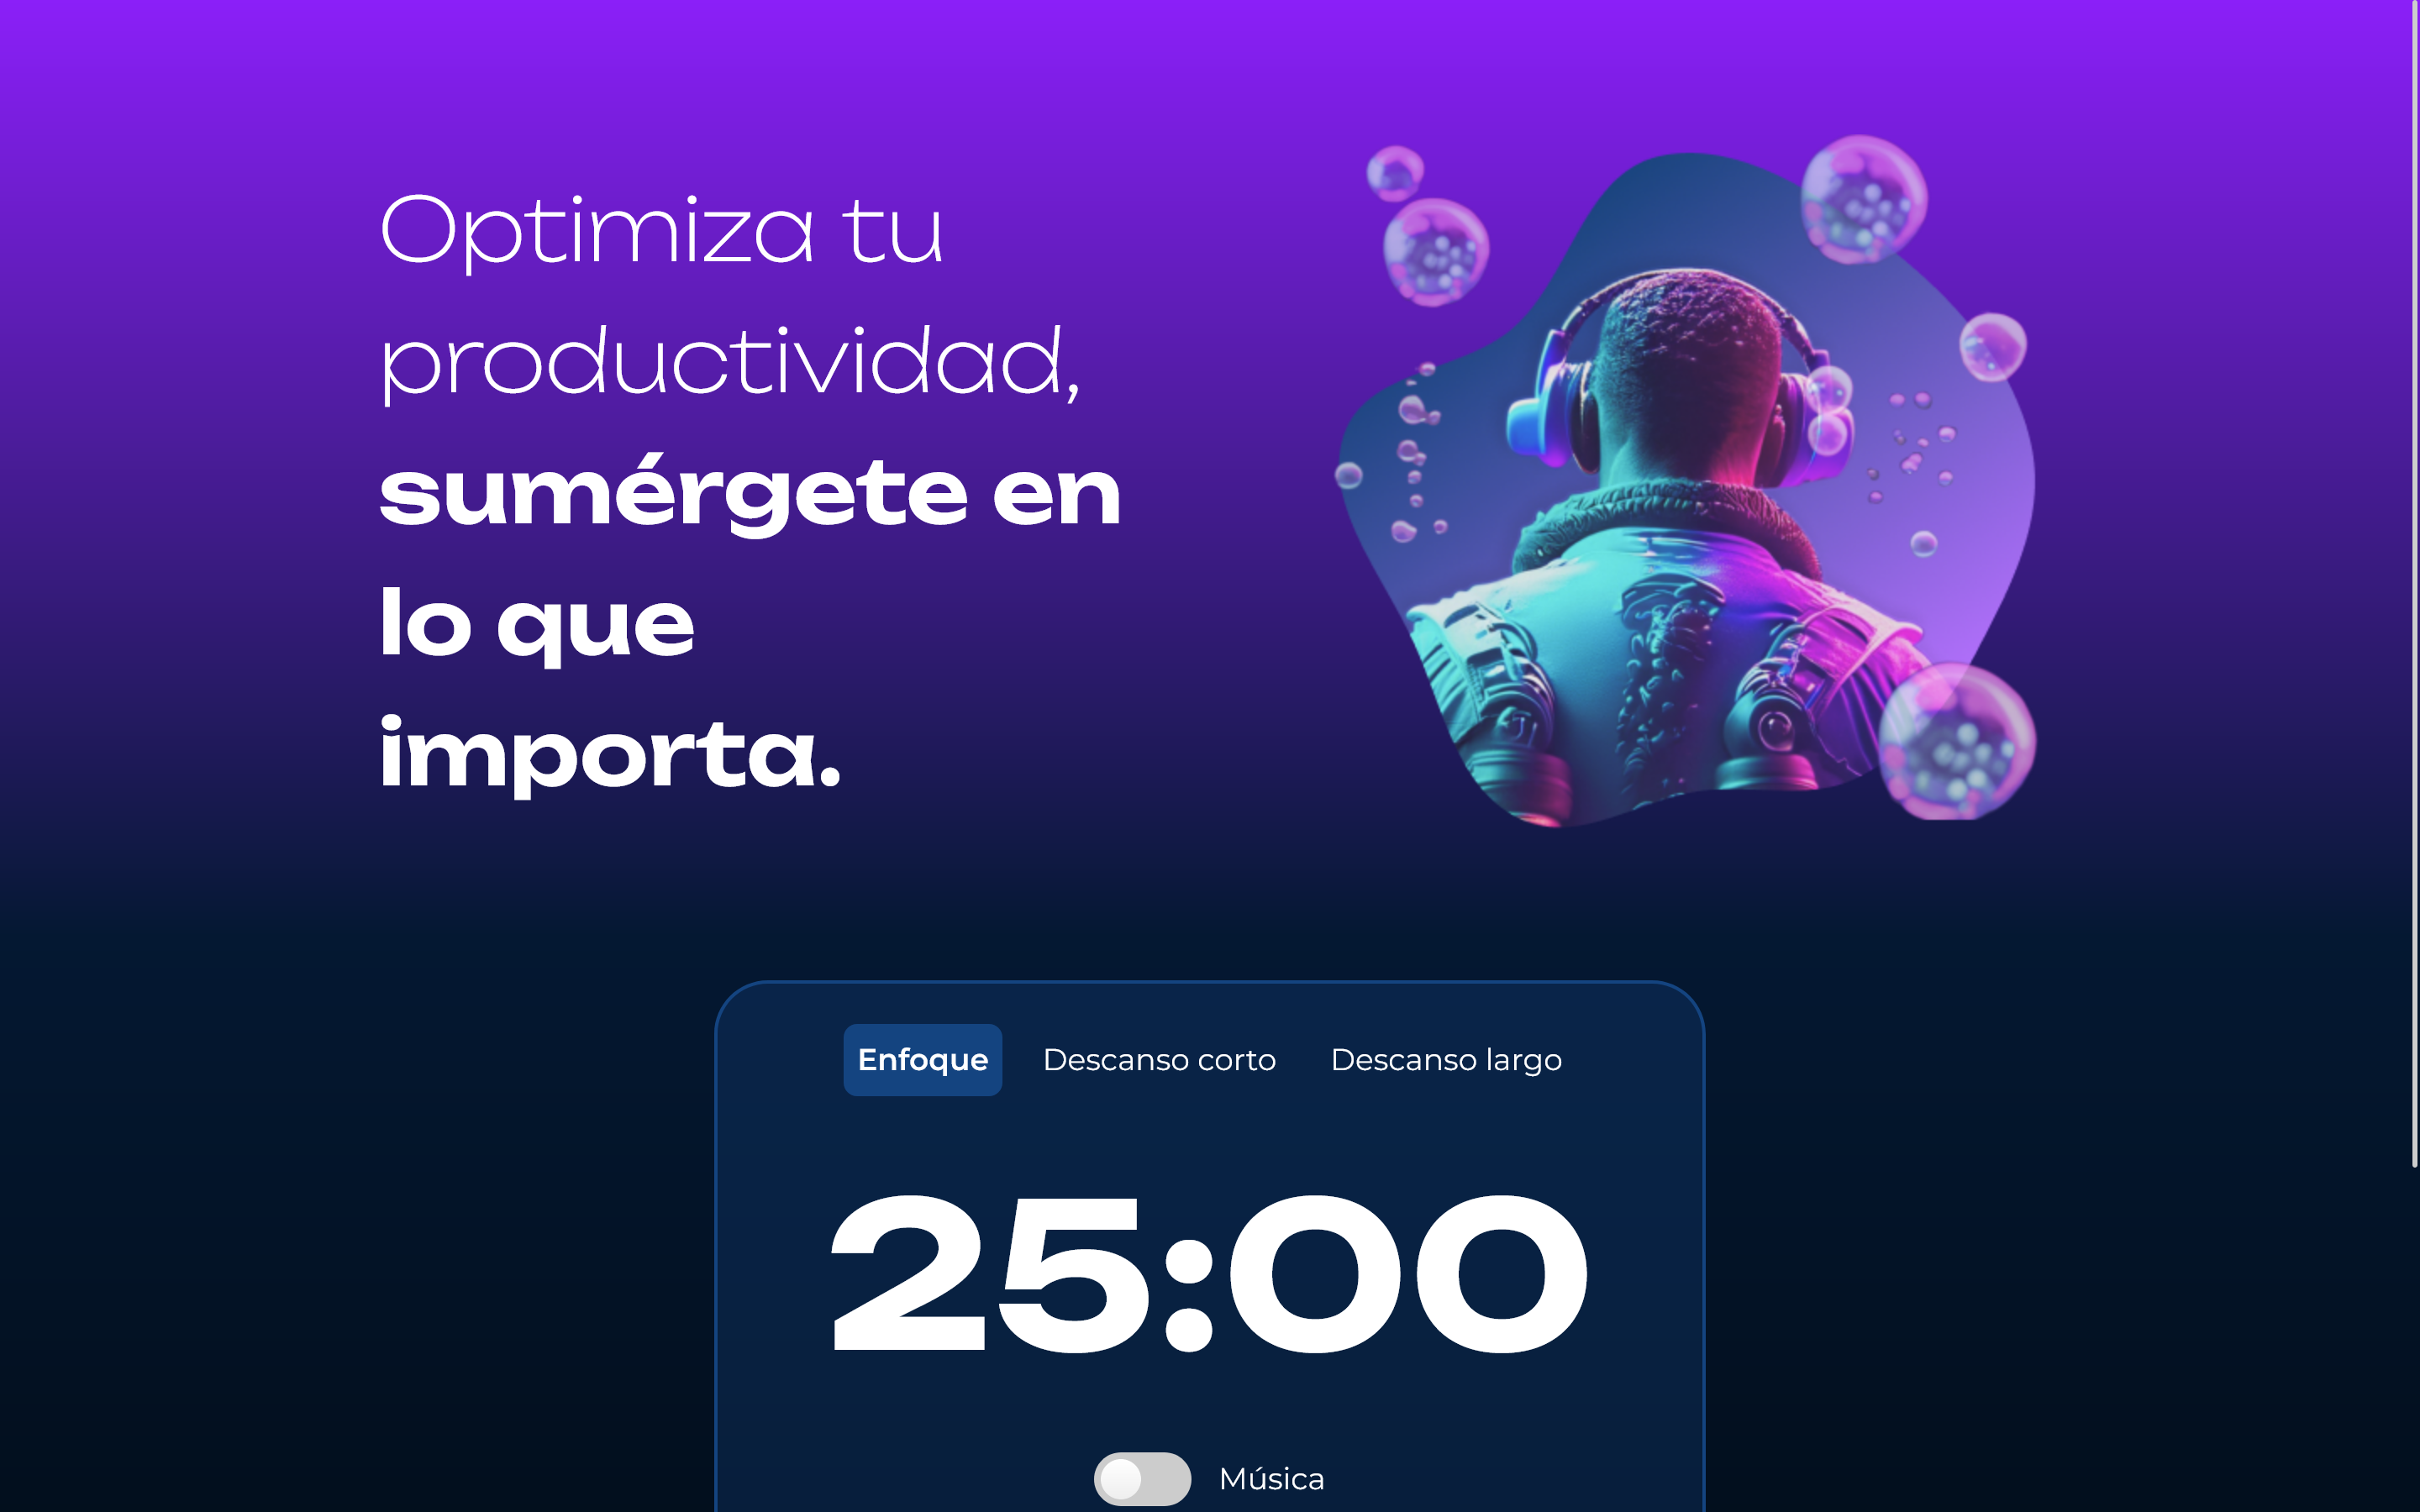 Optimiza tu
productividad,
sumérgete en
lo que
importa.
Enfoque Descanso corto Descanso largo
25:00
Música